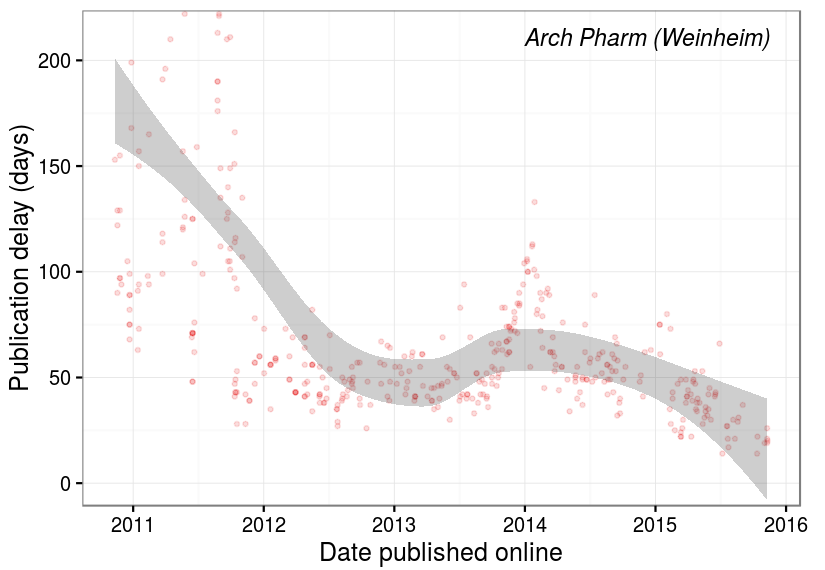 Arch Pharm (Weinheim)
Publication delay (days)
200
150
100
50
0
2011 2012 2013 2014 2015 2016
Date published online